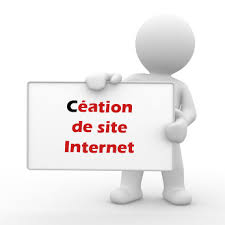 Céation
de site
Internet